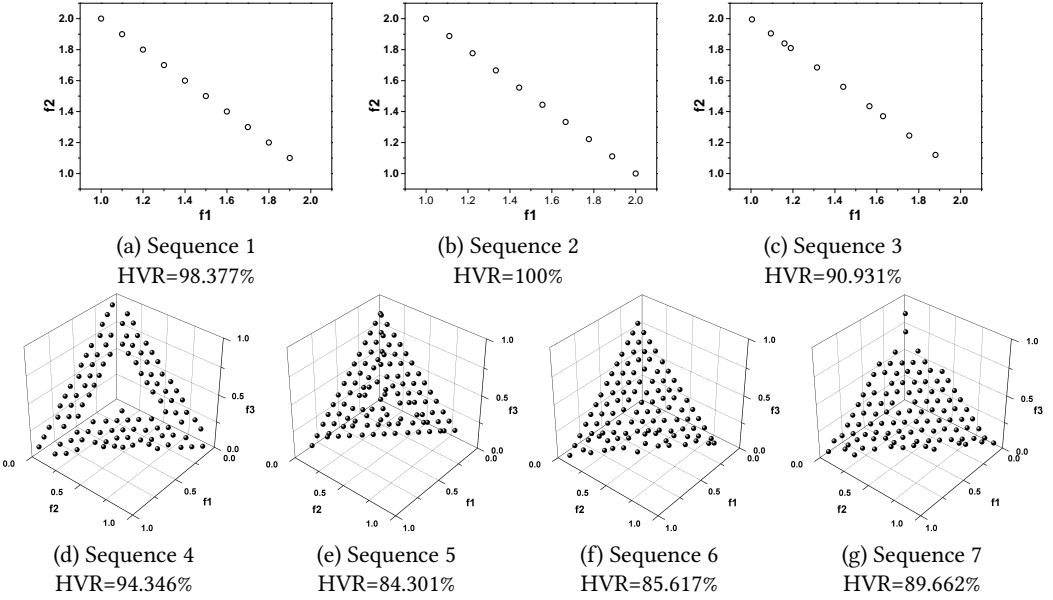 2.0 2.0 2.0
1.8 1.8 1.8
1.6 1.6 1.6
f2 f2 f2
1.4 1.4 1.4
1.2 1.2 1.2
1.0 1.0 1.0
1.0 1.2 1.4 1.6 1.8 2.0 1.0 1.2 1.4 1.6 1.8 2.0 1.0 1.2 1.4 1.6 1.8 2.0
f1 f1 f1
(a) Sequence 1 (b) Sequence 2 (c) Sequence 3
HVR=98.377% HVR=100% HVR=90.931%
1.0 1.0 1.0 1.0
0.5 0.5 0.5 0.5
f3 f3 f3 f3
0.0 0.0 0.0 0.0
0.0 0.0 0.0 0.0 0.0 0.0 0.0 0.0
0.5 0.5 0.5 0.5 0.5 0.5 0.5 0.5
f2 f1 f2 f1 f2 f1 f2 f1
1.0 1.0 1.0 1.0 1.0 1.0 1.0 1.0
(d) Sequence 4 (e) Sequence 5 (f) Sequence 6 (g) Sequence 7
HVR=94.346% HVR=84.301% HVR=85.617% HVR=89.662%